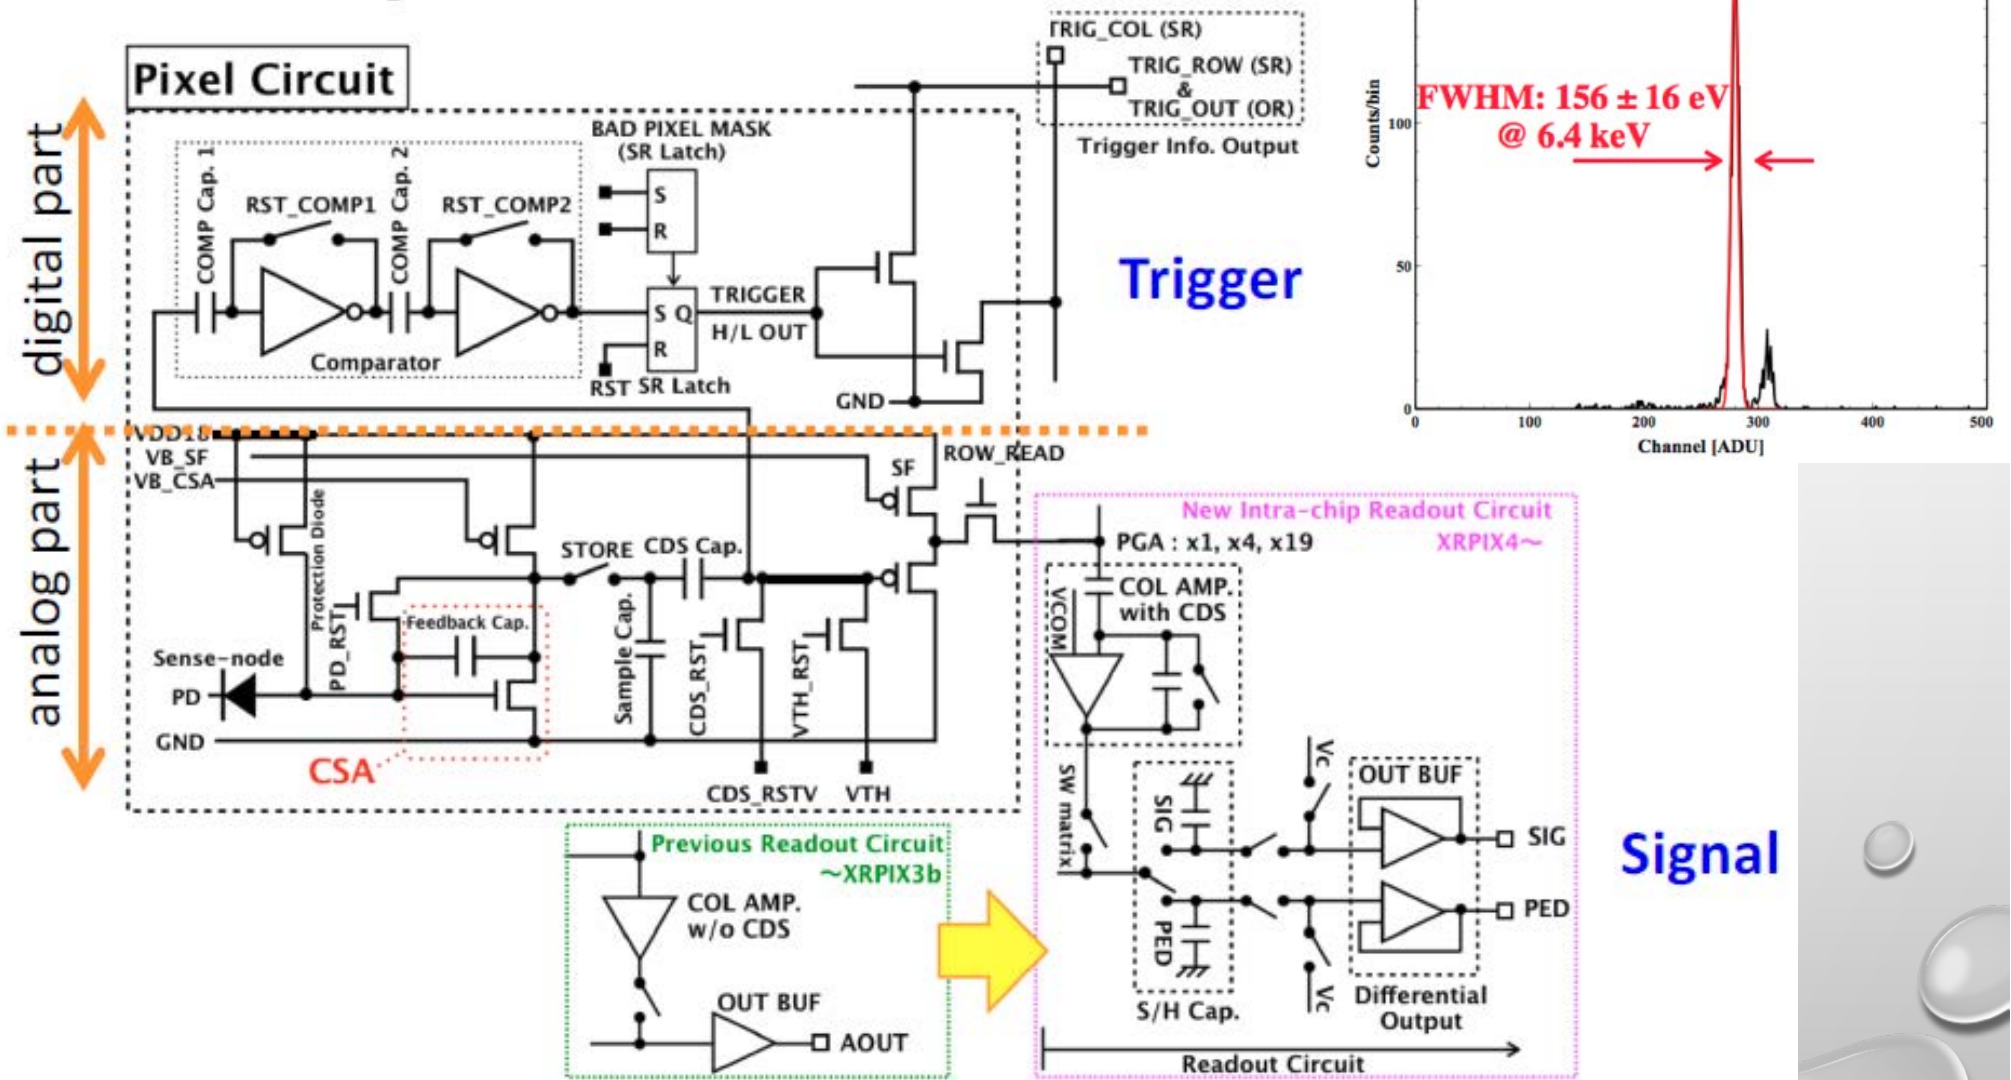 Pixel Circuit
digital part
analog part
COMP Cap. 1
RST_COMP1
COMP Cap. 2
RST_COMP2
Comparator
BAD PIXEL MASK
(SR Latch)
S
R
S Q
R
RST
SR Latch
TRIGGER
H/L OUT
GND
TRIG_COL (SR)
TRIG_ROW (SR)
&
TRIG_OUT (OR)
Trigger Info. Output
Trigger
Counts/bin
100
50
0
FWHM: 156 ± 16 eV
@ 6.4 keV
0
100
200
300
400
500
Channel [ADU]
VDD18
VB_SF
VB_CSA
Protection Diode
PD_RST
Feedback Cap.
Sense-node
PD
GND
CSA
STORE
CDS Cap.
Sample Cap.
CDS_RST
VTH_RST
CDS_RSTV
VTH
SF
ROW_READ
New Intra-chip Readout Circuit
XRPIX4~
PGA : x1, x4, x19
COL AMP.
with CDS
VCOM
SW matrix
SIG
PED
S/H Cap.
Vc
Vc
OUT BUF
SIG
PED
Differential
Output
Readout Circuit
Signal
Previous Readout Circuit
~XRPIX3b
COL AMP.
w/o CDS
OUT BUF
AOUT